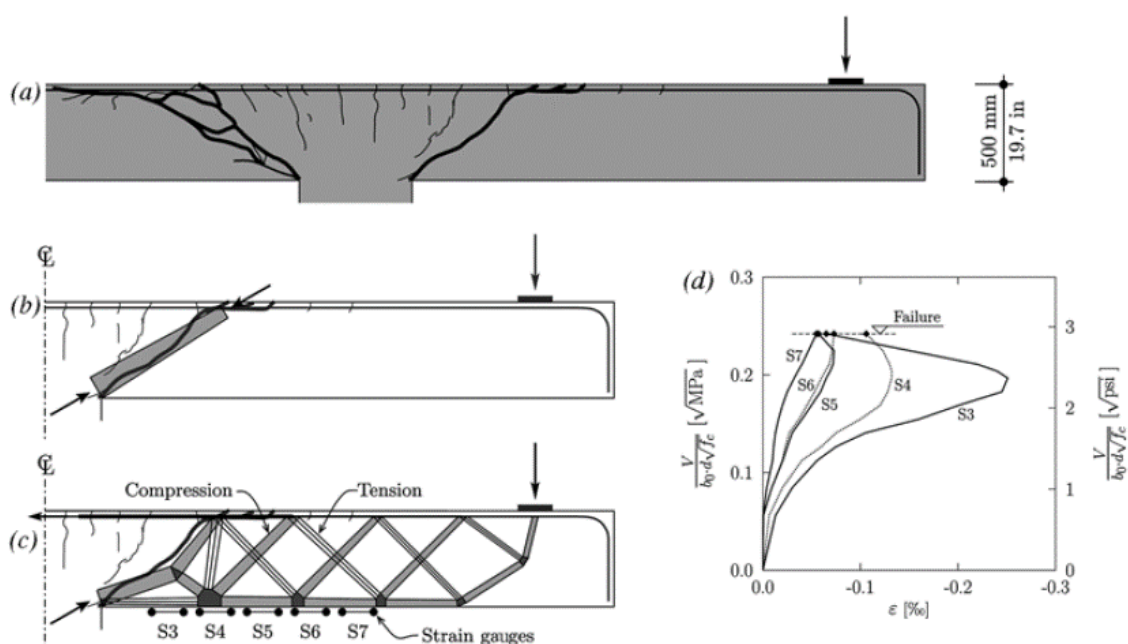 (a)
500 mm
19.7 in
℄
(b)
℄
(c)
Compression
Tension
S3 S4 S5 S6 S7
Strain gauges
(d)
0.3
0.2
0.1
0.0
V / b₀·d√f_c [√MPa]
Failure
S7
S6
S5
S4
S3
3
2
1
0
V / b₀·d√f_c [√psi]
0.0 -0.1 -0.2 -0.3
ε [‰]